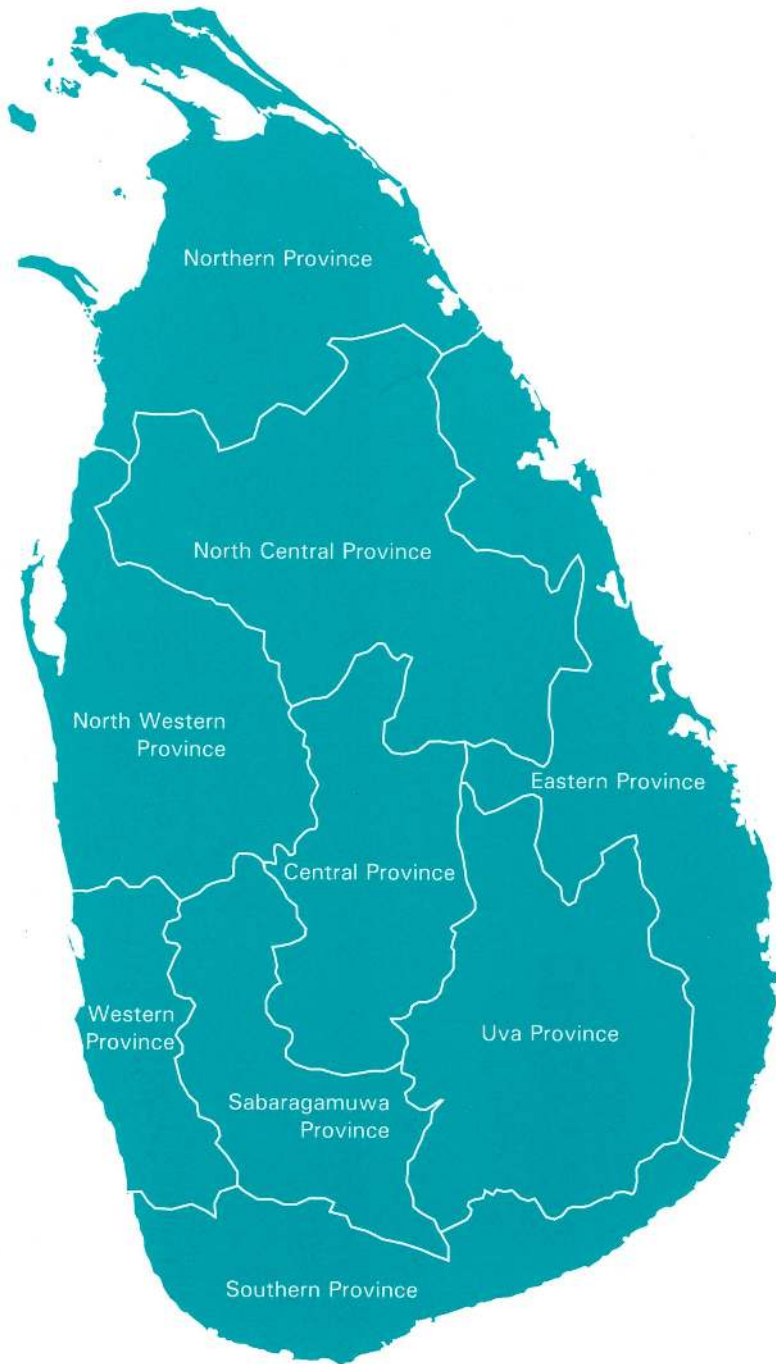 Northern Province
North Central Province
North Western
Province
Eastern Province
Central Province
Western
Province
Uva Province
Sabaragamuwa
Province
Southern Province